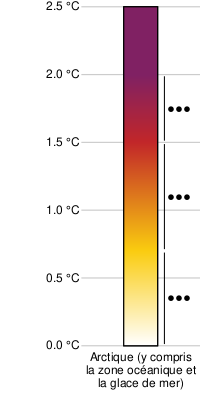 2.5 °C
2.0 °C
•••
1.5 °C
•••
1.0 °C
0.5 °C
•••
0.0 °C
Arctique (y compris
la zone océanique et
la glace de mer)